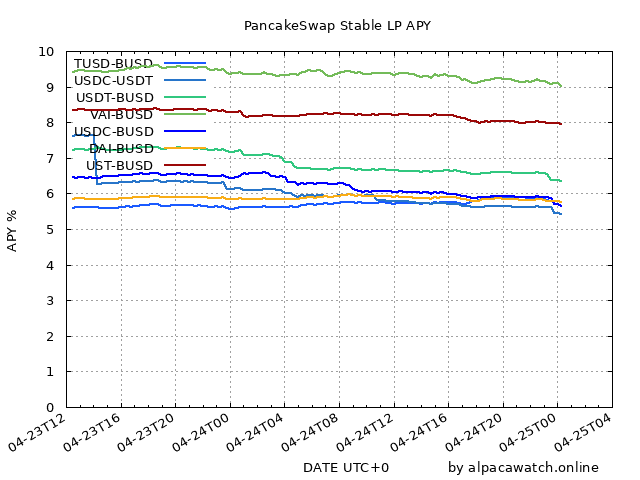 PancakeSwap Stable LP APY
10
9
8
7
6
5
4
3
2
1
0
APY %
TUSD-BUSD
USDC-USDT
USDT-BUSD
VAI-BUSD
USDC-BUSD
DAI-BUSD
UST-BUSD
04-23T12
04-23T16
04-23T20
04-24T00
04-24T04
04-24T08
04-24T12
04-24T16
04-24T20
04-25T00
04-25T04
DATE UTC+0
by alpacawatch.online